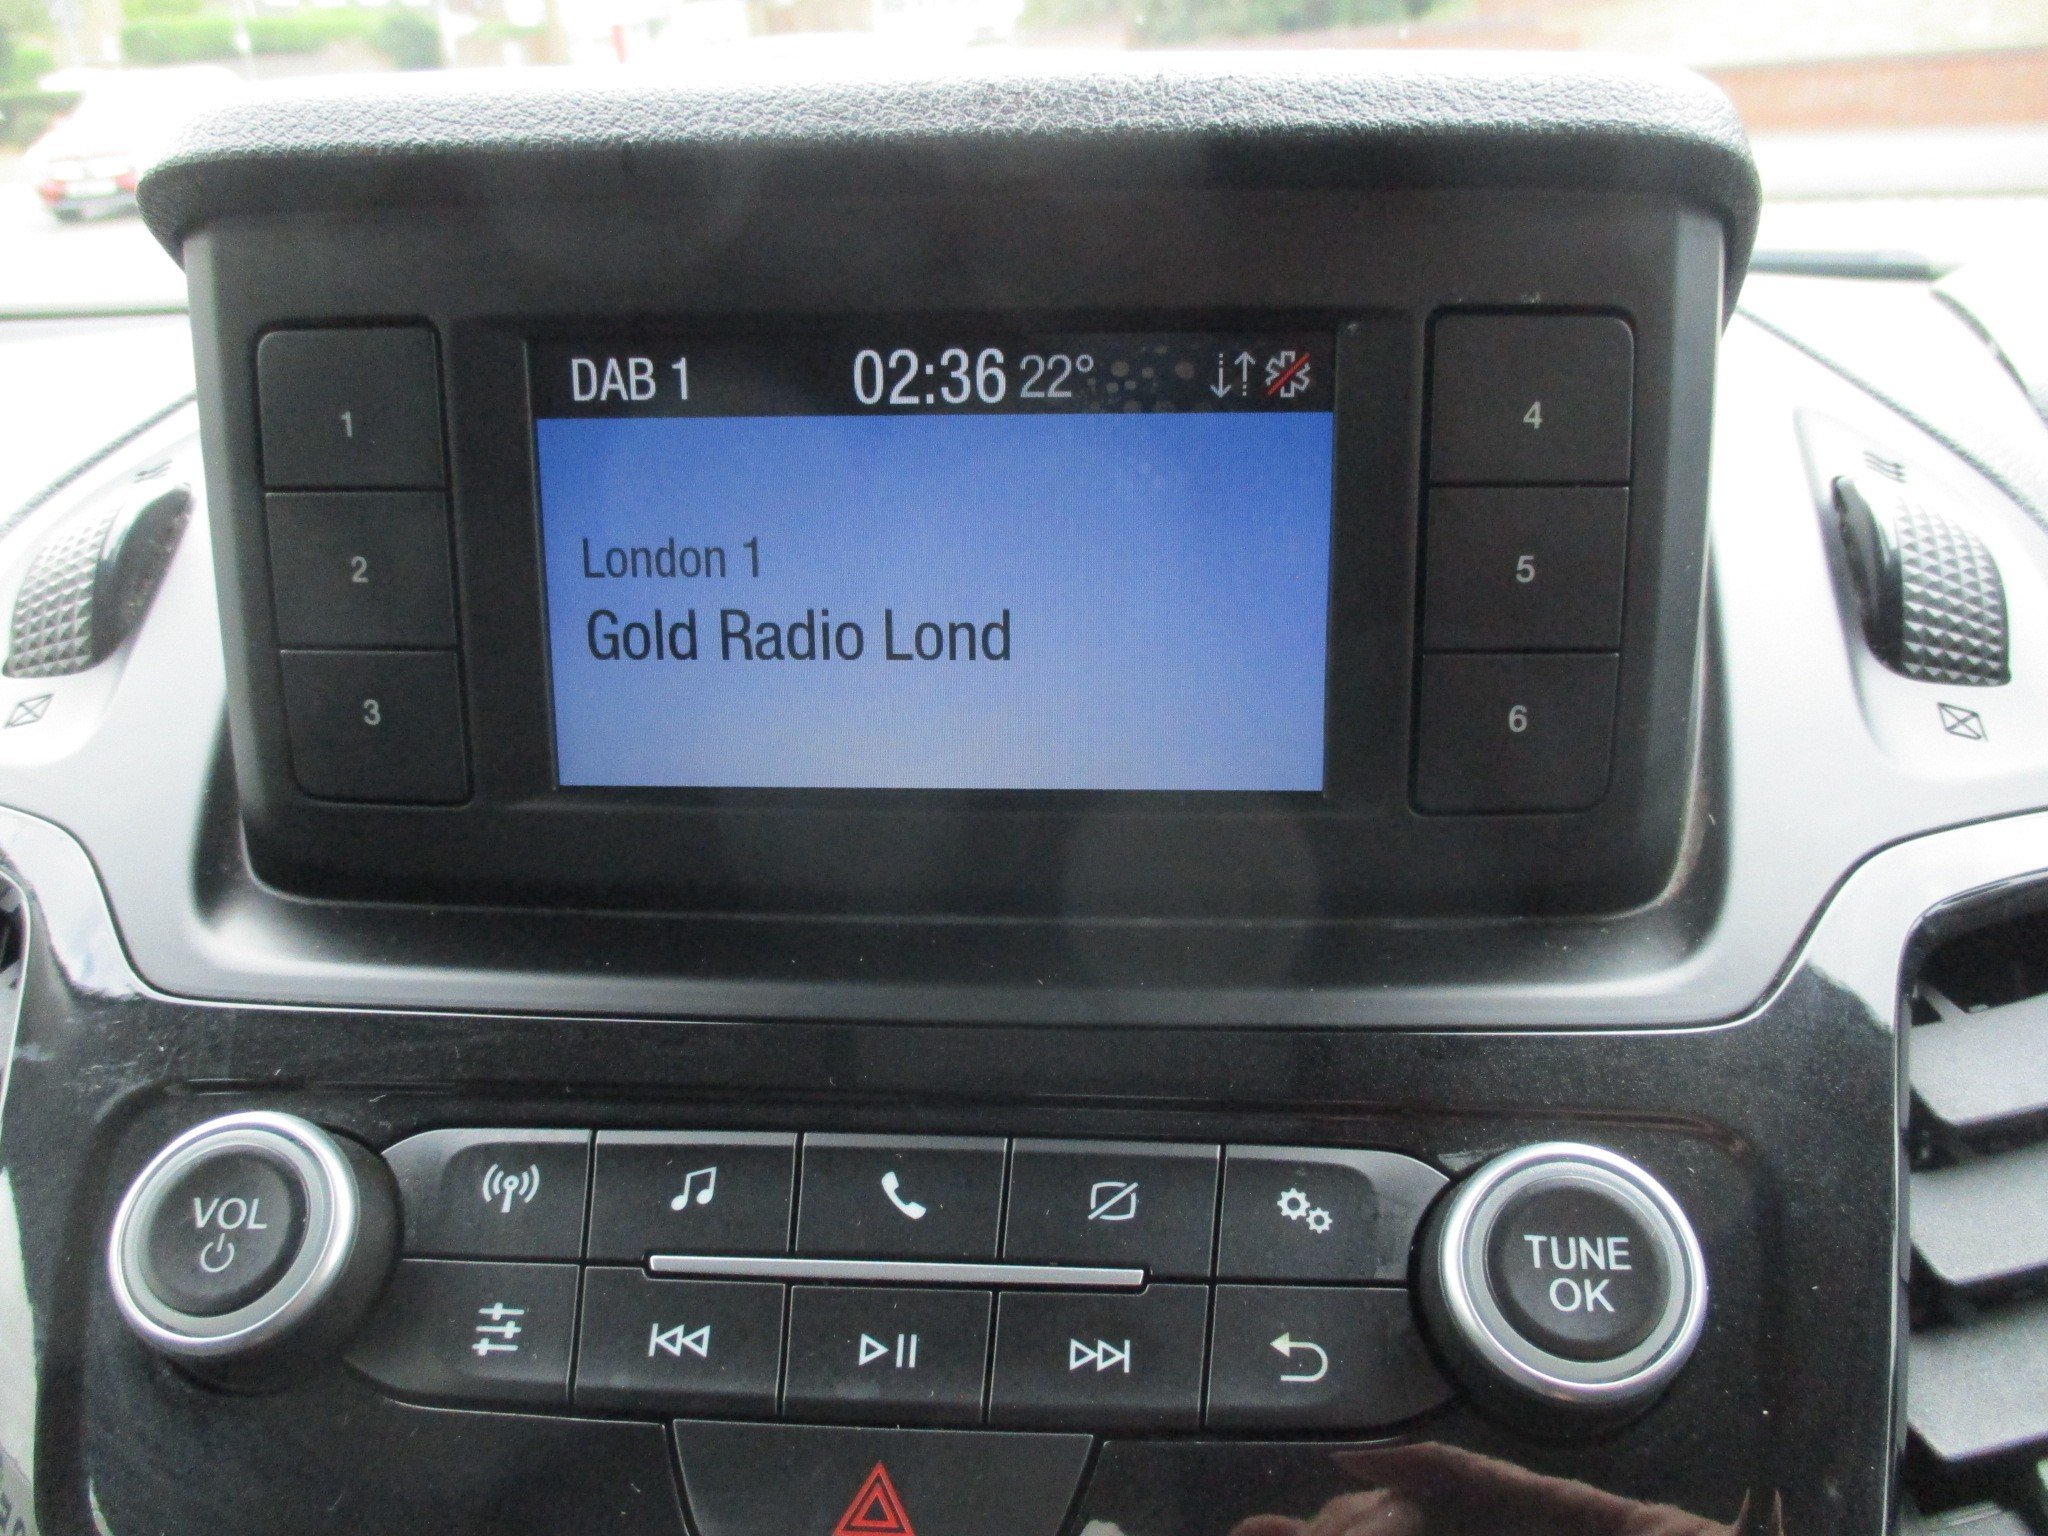 DAB 1 02:36 22°
London 1
Gold Radio Lond
1
2
3
4
5
6
VOL
TUNE
OK